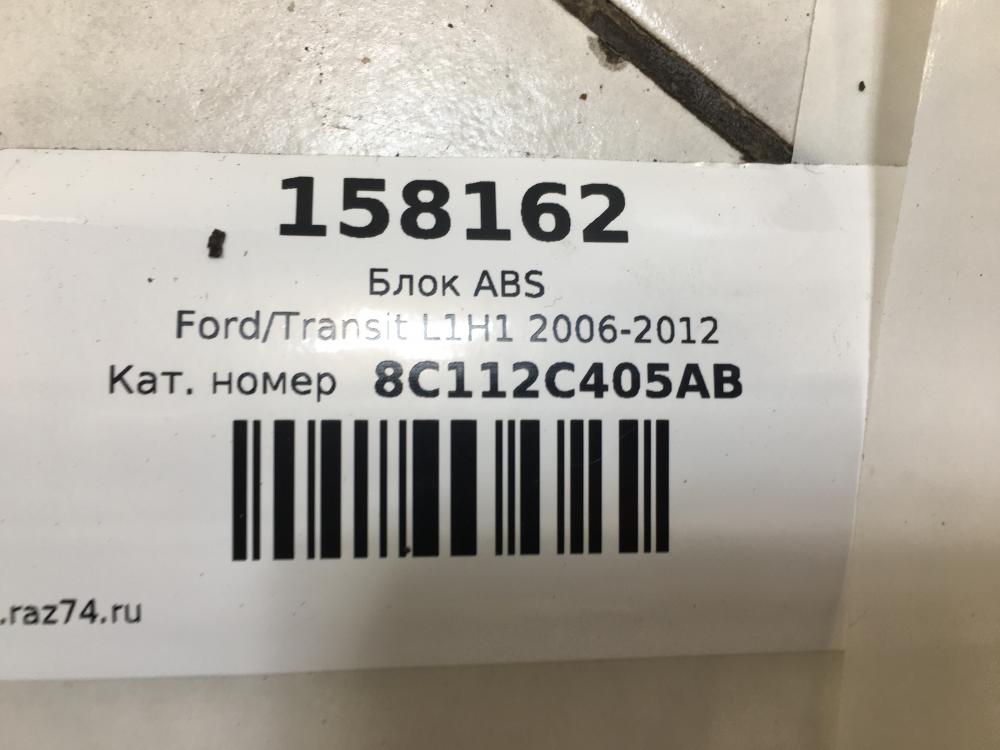 158162
Блок ABS
Ford/Transit L1H1 2006-2012
Кат. номер 8C112C405AB
.raz74.ru